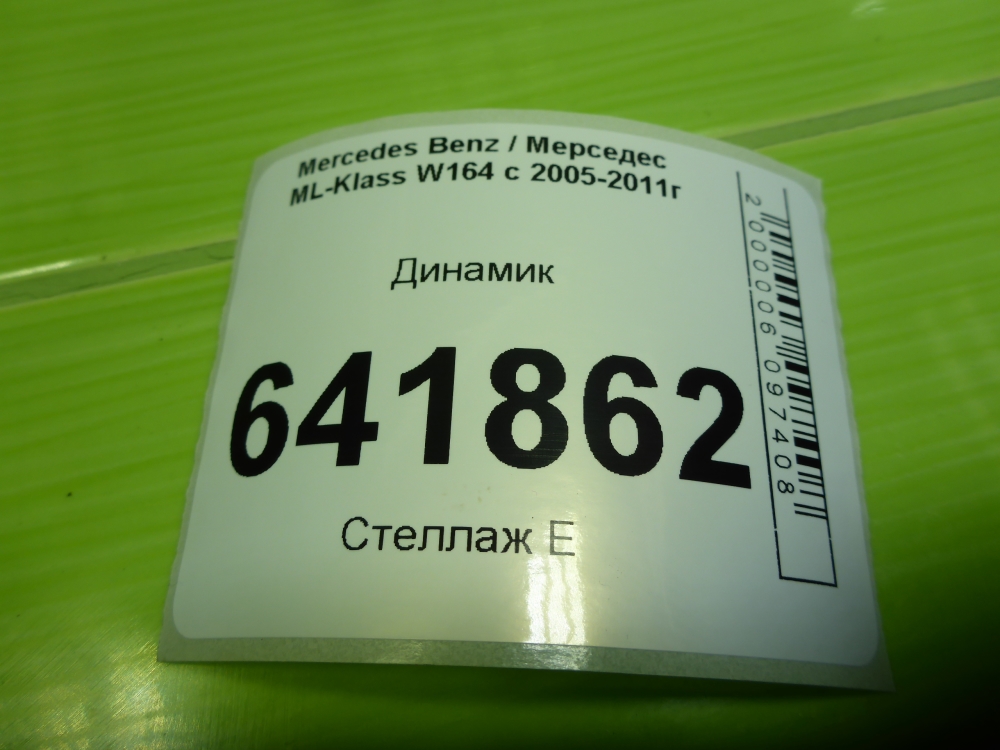 Mercedes Benz / Мерседес
ML-Klass W164 с 2005-2011г
Динамик
641862
Стеллаж Е
2000006097408